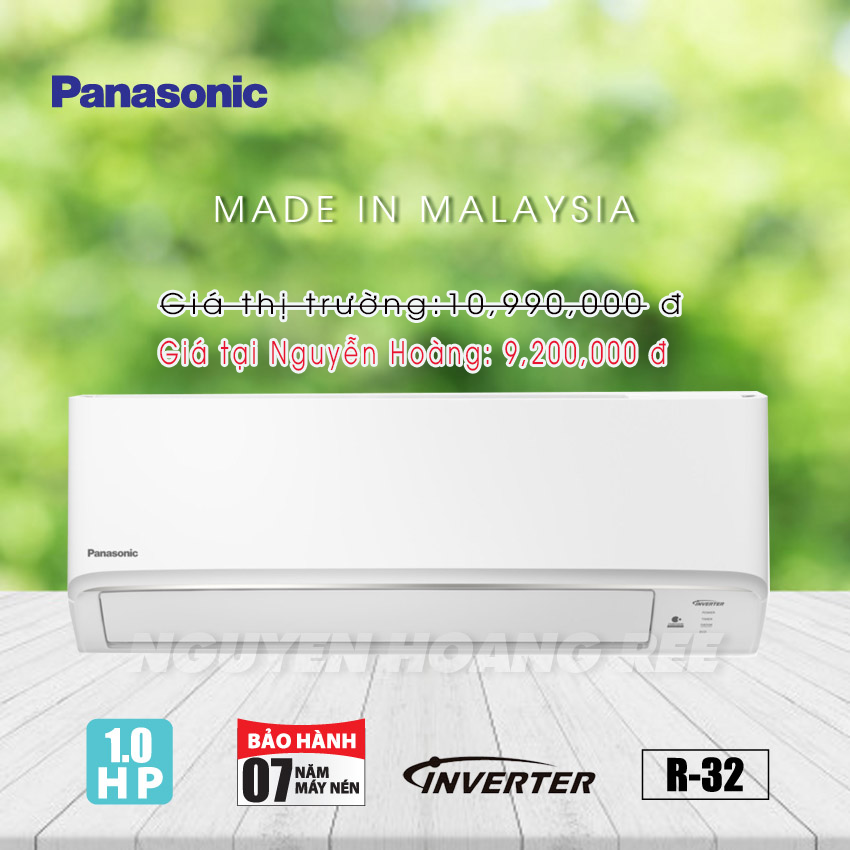 Panasonic
MADE IN MALAYSIA
Giá thị trường:10,990,000 đ
Giá tại Nguyễn Hoàng: 9,200,000 đ
Panasonic
INVERTER
NGUYEN HOANG REE
1.0
HP
BẢO HÀNH
07 NĂM
MÁY NÉN
INVERTER
R-32